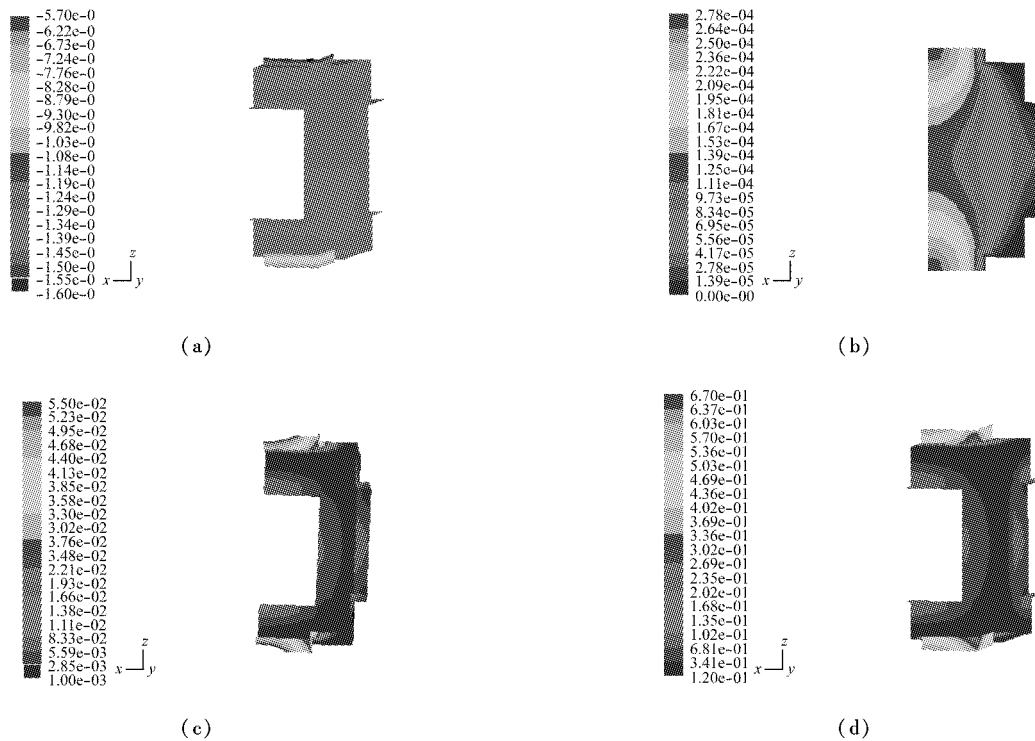 -5.70e-0
-6.22e-0
-6.73e-0
-7.24e-0
-7.76e-0
-8.28e-0
-8.79e-0
-9.30e-0
-9.82e-0
-1.03e-0
-1.08e-0
-1.14e-0
-1.19e-0
-1.24e-0
-1.29e-0
-1.34e-0
-1.39e-0
-1.45e-0
-1.50e-0
-1.55e-0
-1.60e-0
z
x y
(a)
2.78e-04
2.64e-04
2.50e-04
2.36e-04
2.22e-04
2.09e-04
1.95e-04
1.81e-04
1.67e-04
1.53e-04
1.39e-04
1.25e-04
1.11e-04
9.73e-05
8.34e-05
6.95e-05
5.56e-05
4.17e-05
2.78e-05
1.39e-05
0.00e-00
z
x y
(b)
5.50e-02
5.23e-02
4.95e-02
4.68e-02
4.40e-02
4.13e-02
3.85e-02
3.58e-02
3.30e-02
3.02e-02
3.76e-02
3.48e-02
2.21e-02
1.93e-02
1.66e-02
1.38e-02
1.11e-02
8.33e-02
5.59e-03
2.85e-03
1.00e-03
z
x y
(c)
6.70e-01
6.37e-01
6.03e-01
5.70e-01
5.36e-01
5.03e-01
4.69e-01
4.36e-01
4.02e-01
3.69e-01
3.36e-01
3.02e-01
2.69e-01
2.35e-01
2.02e-01
1.68e-01
1.35e-01
1.02e-01
6.81e-01
3.41e-01
1.20e-01
z
x y
(d)